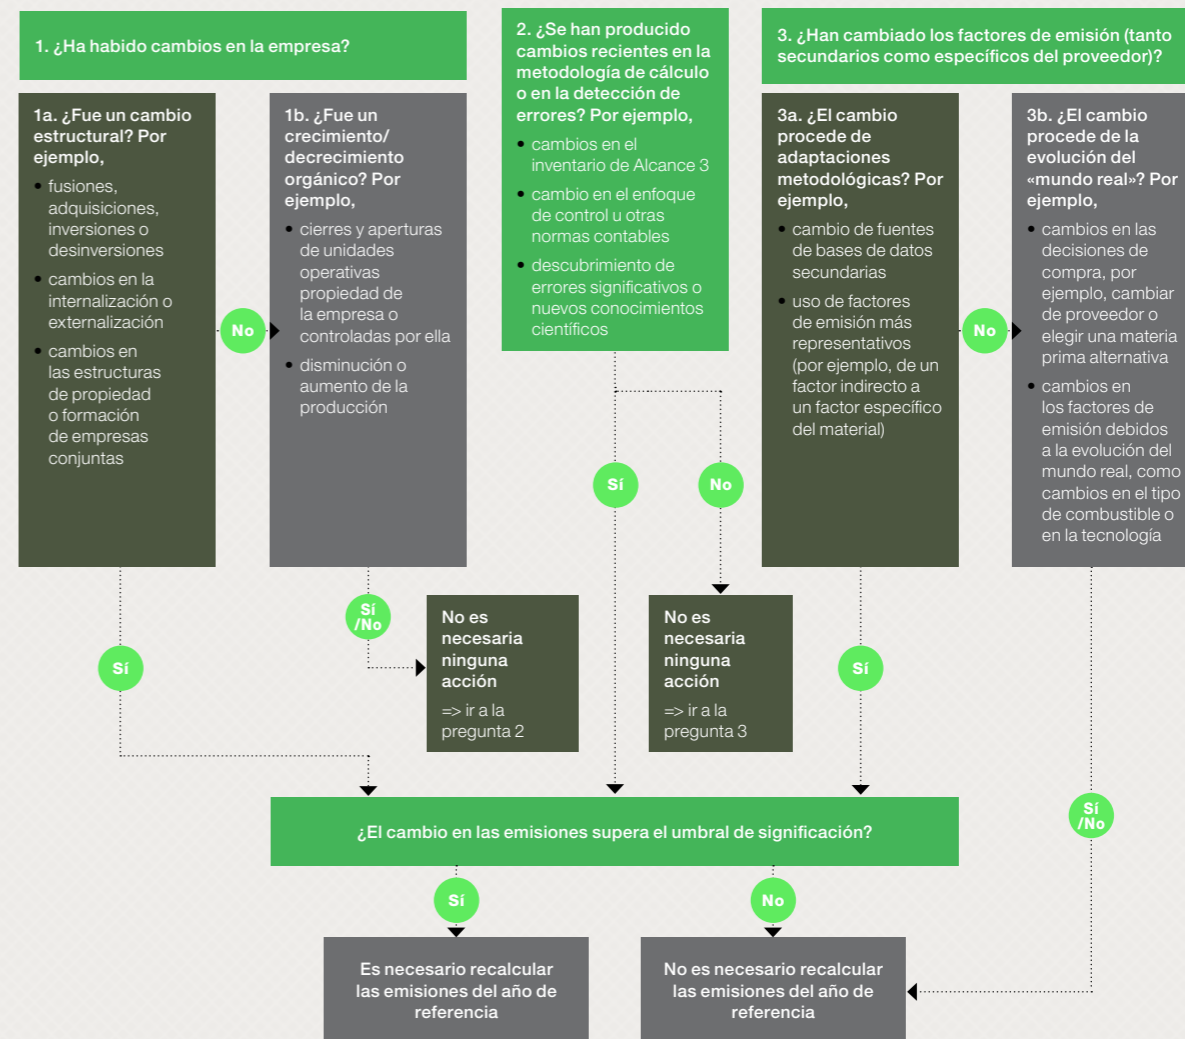 1. ¿Ha habido cambios en la empresa?
1a. ¿Fue un cambio
estructural? Por
ejemplo,
• fusiones,
adquisiciones,
inversiones o
desinversiones
• cambios en la
internalización o
externalización
• cambios en
las estructuras
de propiedad
o formación
de empresas
conjuntas
No
1b. ¿Fue un
crecimiento/
decrecimiento
orgánico? Por
ejemplo,
• cierres y aperturas
de unidades
operativas
propiedad de
la empresa o
controladas por ella
• disminución o
aumento de la
producción
2. ¿Se han producido
cambios recientes en la
metodología de cálculo
o en la detección de
errores? Por ejemplo,
• cambios en el
inventario de Alcance 3
• cambio en el enfoque
de control u otras
normas contables
• descubrimiento de
errores significativos o
nuevos conocimientos
científicos
3. ¿Han cambiado los factores de emisión (tanto
secundarios como específicos del proveedor)?
3a. ¿El cambio
procede de
adaptaciones
metodológicas? Por
ejemplo,
• cambio de fuentes
de bases de datos
secundarias
• uso de factores
de emisión más
representativos
(por ejemplo, de un
factor indirecto a
un factor específico
del material)
No
3b. ¿El cambio
procede de la
evolución del
«mundo real»? Por
ejemplo,
• cambios en las
decisiones de
compra, por
ejemplo, cambiar
de proveedor o
elegir una materia
prima alternativa
• cambios en
los factores de
emisión debidos
a la evolución del
mundo real, como
cambios en el tipo
de combustible o
en la tecnología
Sí
No
Sí
/No
No es
necesaria
ninguna
acción
=> ir a la
pregunta 2
No es
necesaria
ninguna
acción
=> ir a la
pregunta 3
Sí
Sí
Sí
/No
¿El cambio en las emisiones supera el umbral de significación?
Sí
No
Es necesario recalcular
las emisiones del año de
referencia
No es necesario recalcular
las emisiones del año de
referencia